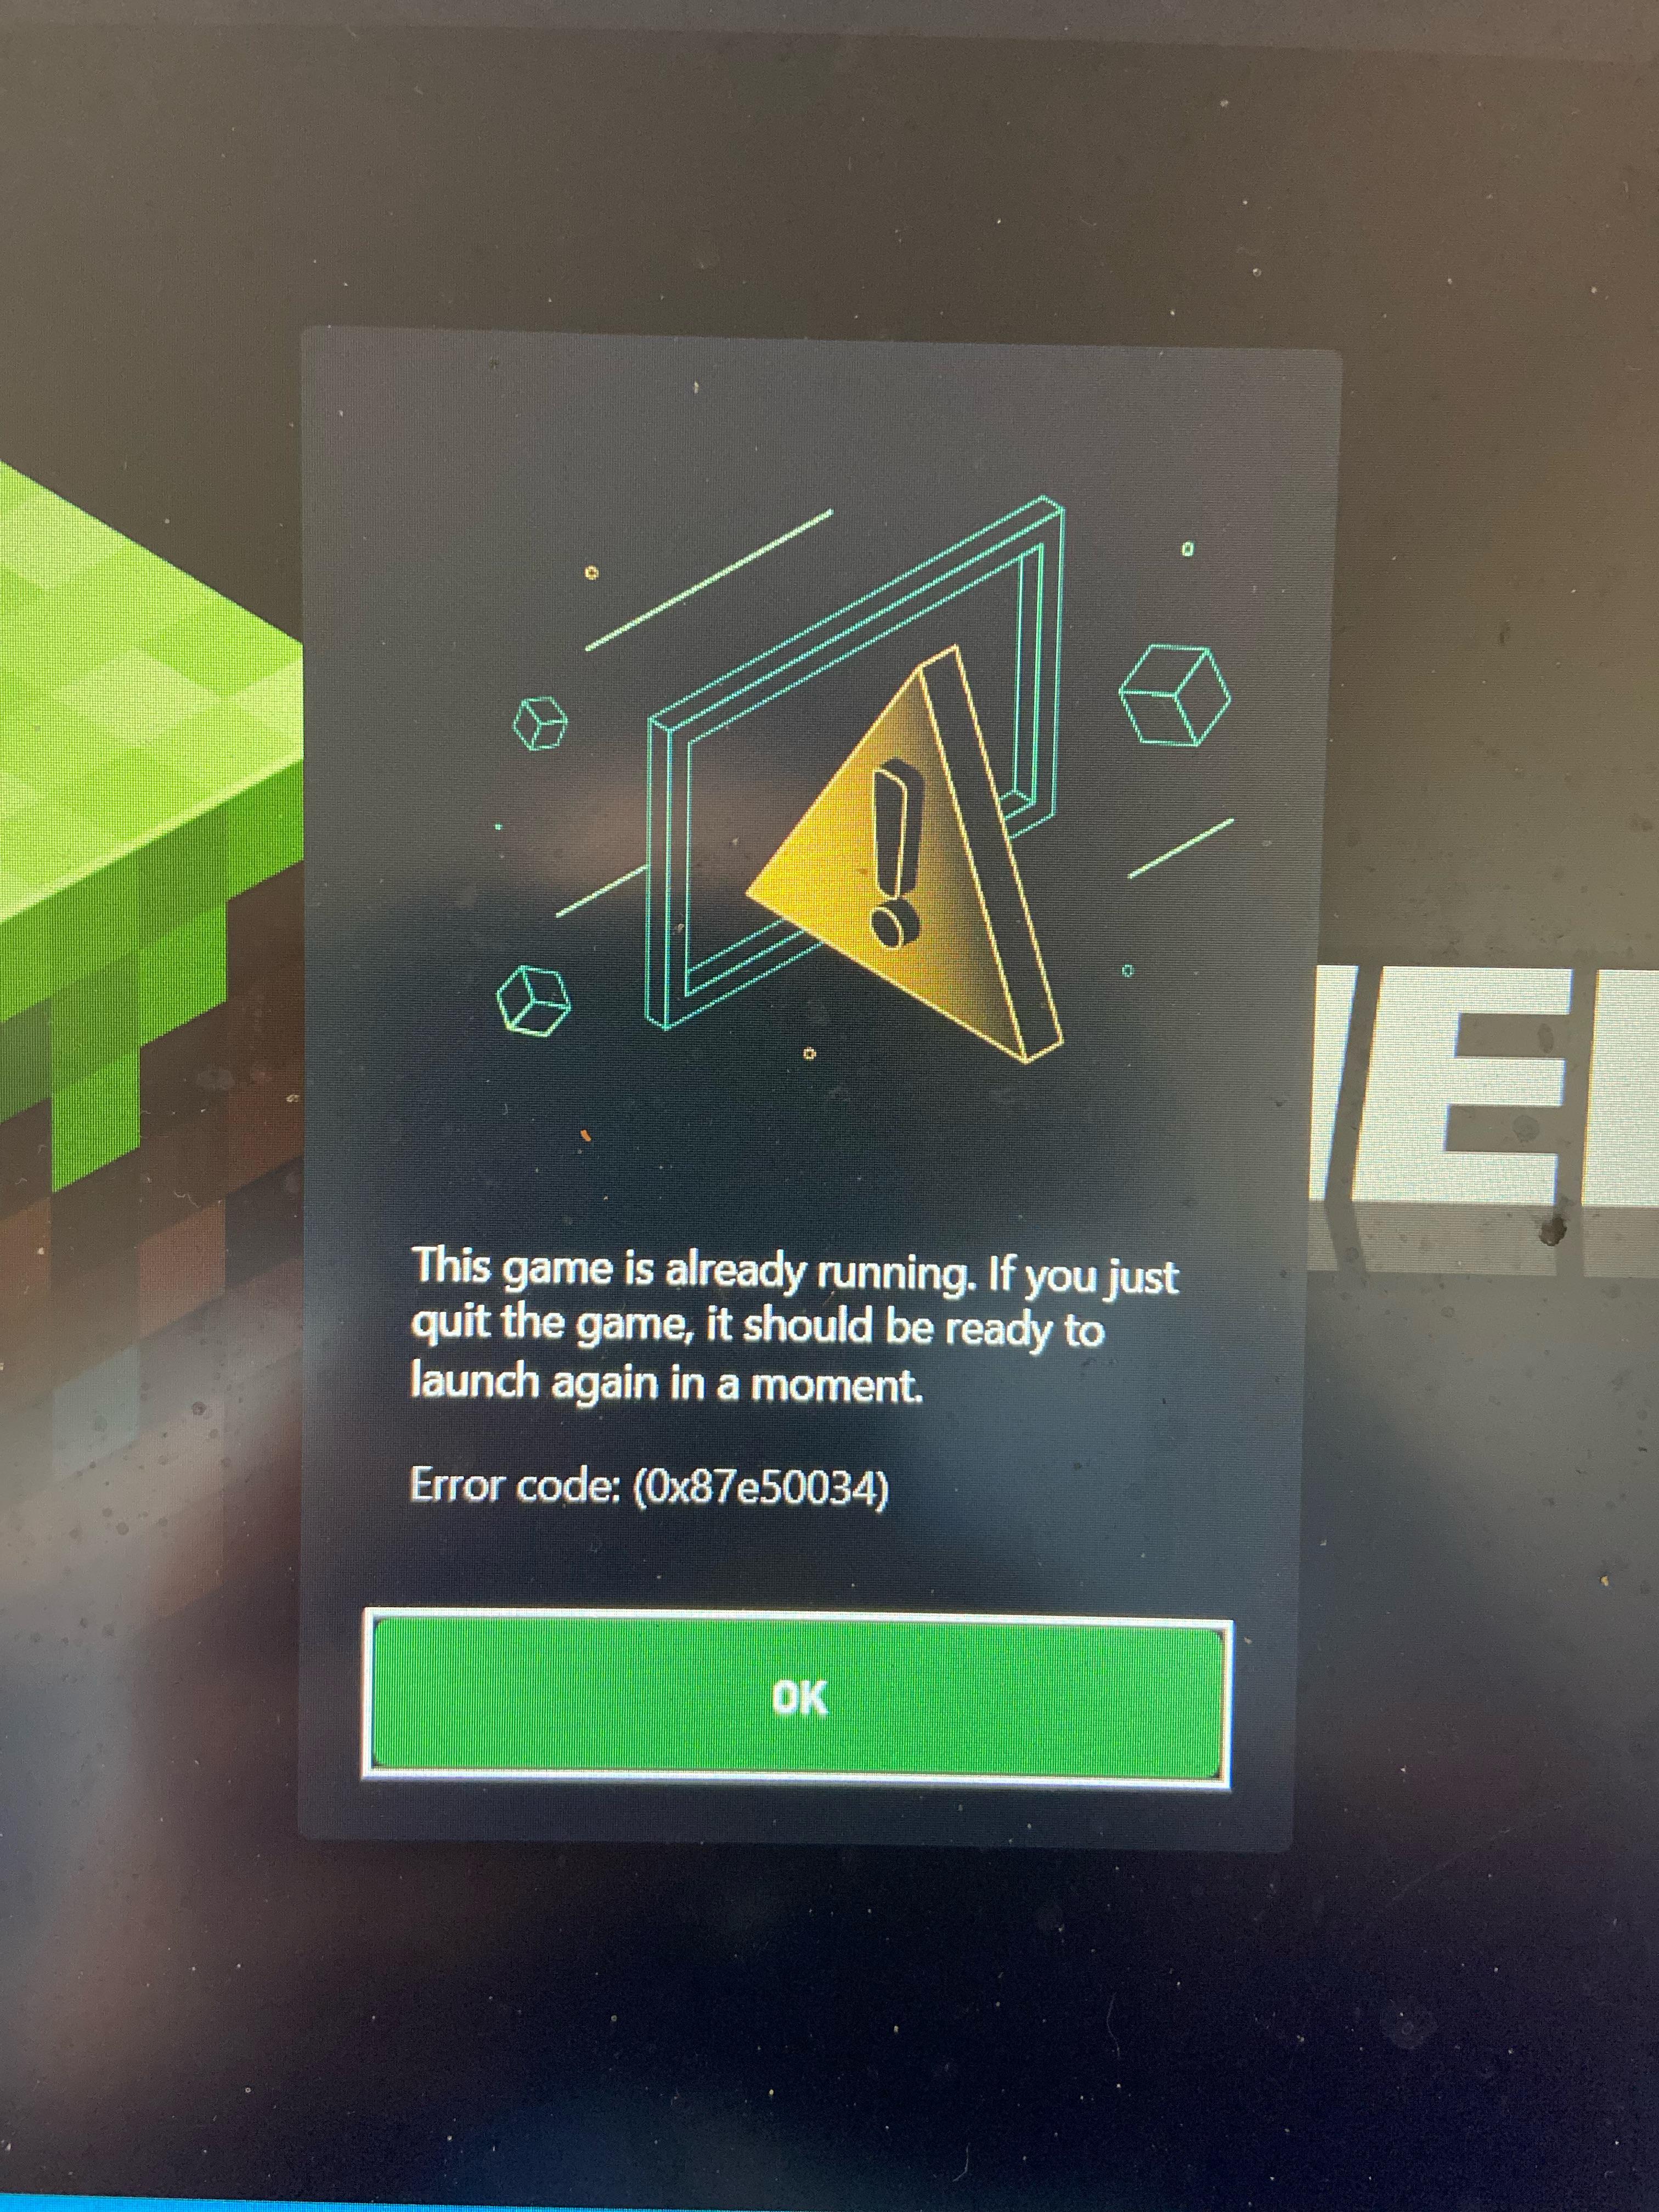 This game is already running. If you just
quit the game, it should be ready to
launch again in a moment.
Error code: (0x87e50034)
OK